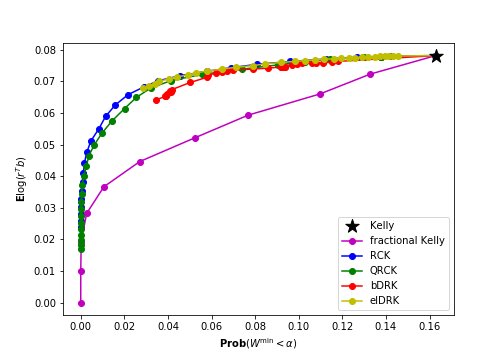 0.08
0.07
0.06
0.05
0.04
0.03
0.02
0.01
0.00
E log(rᵀb)
0.00 0.02 0.04 0.06 0.08 0.10 0.12 0.14 0.16
Prob(Wᵐⁱⁿ < α)
Kelly
fractional Kelly
RCK
QRCK
bDRK
elDRK